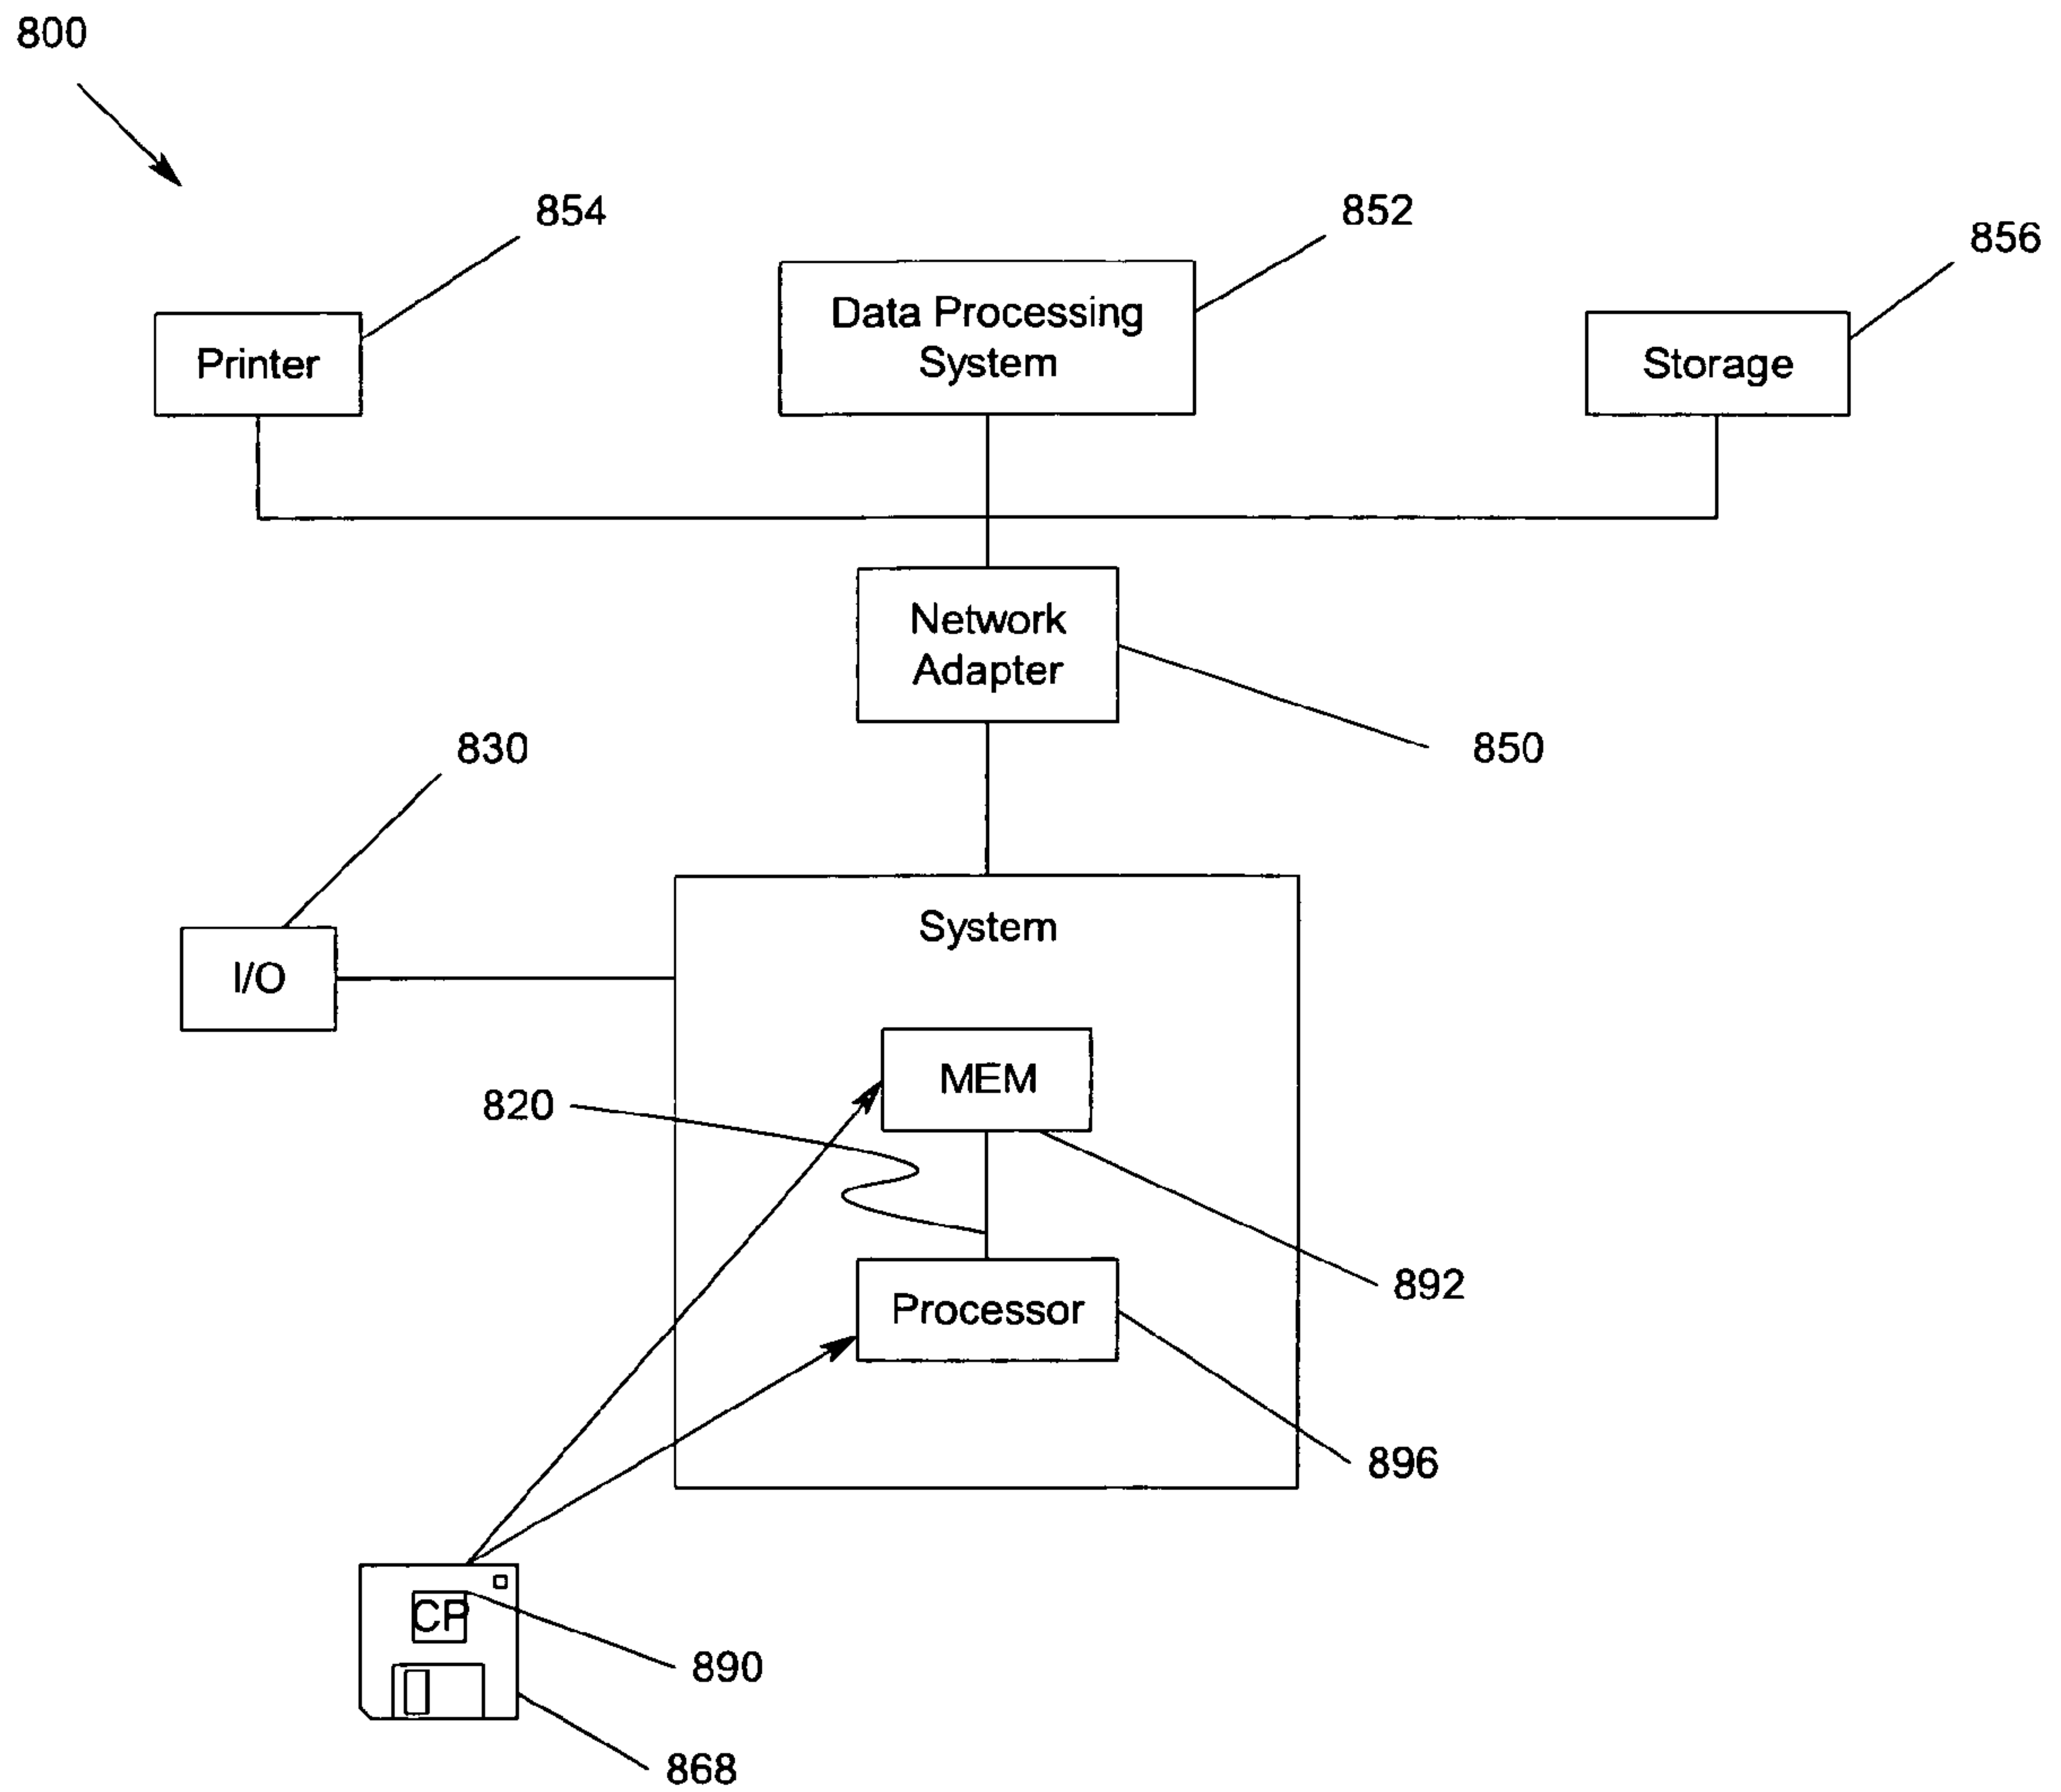 800
854
852
856
Printer
Data Processing
System
Storage
Network
Adapter
850
830
I/O
System
MEM
820
892
Processor
896
CP
890
868